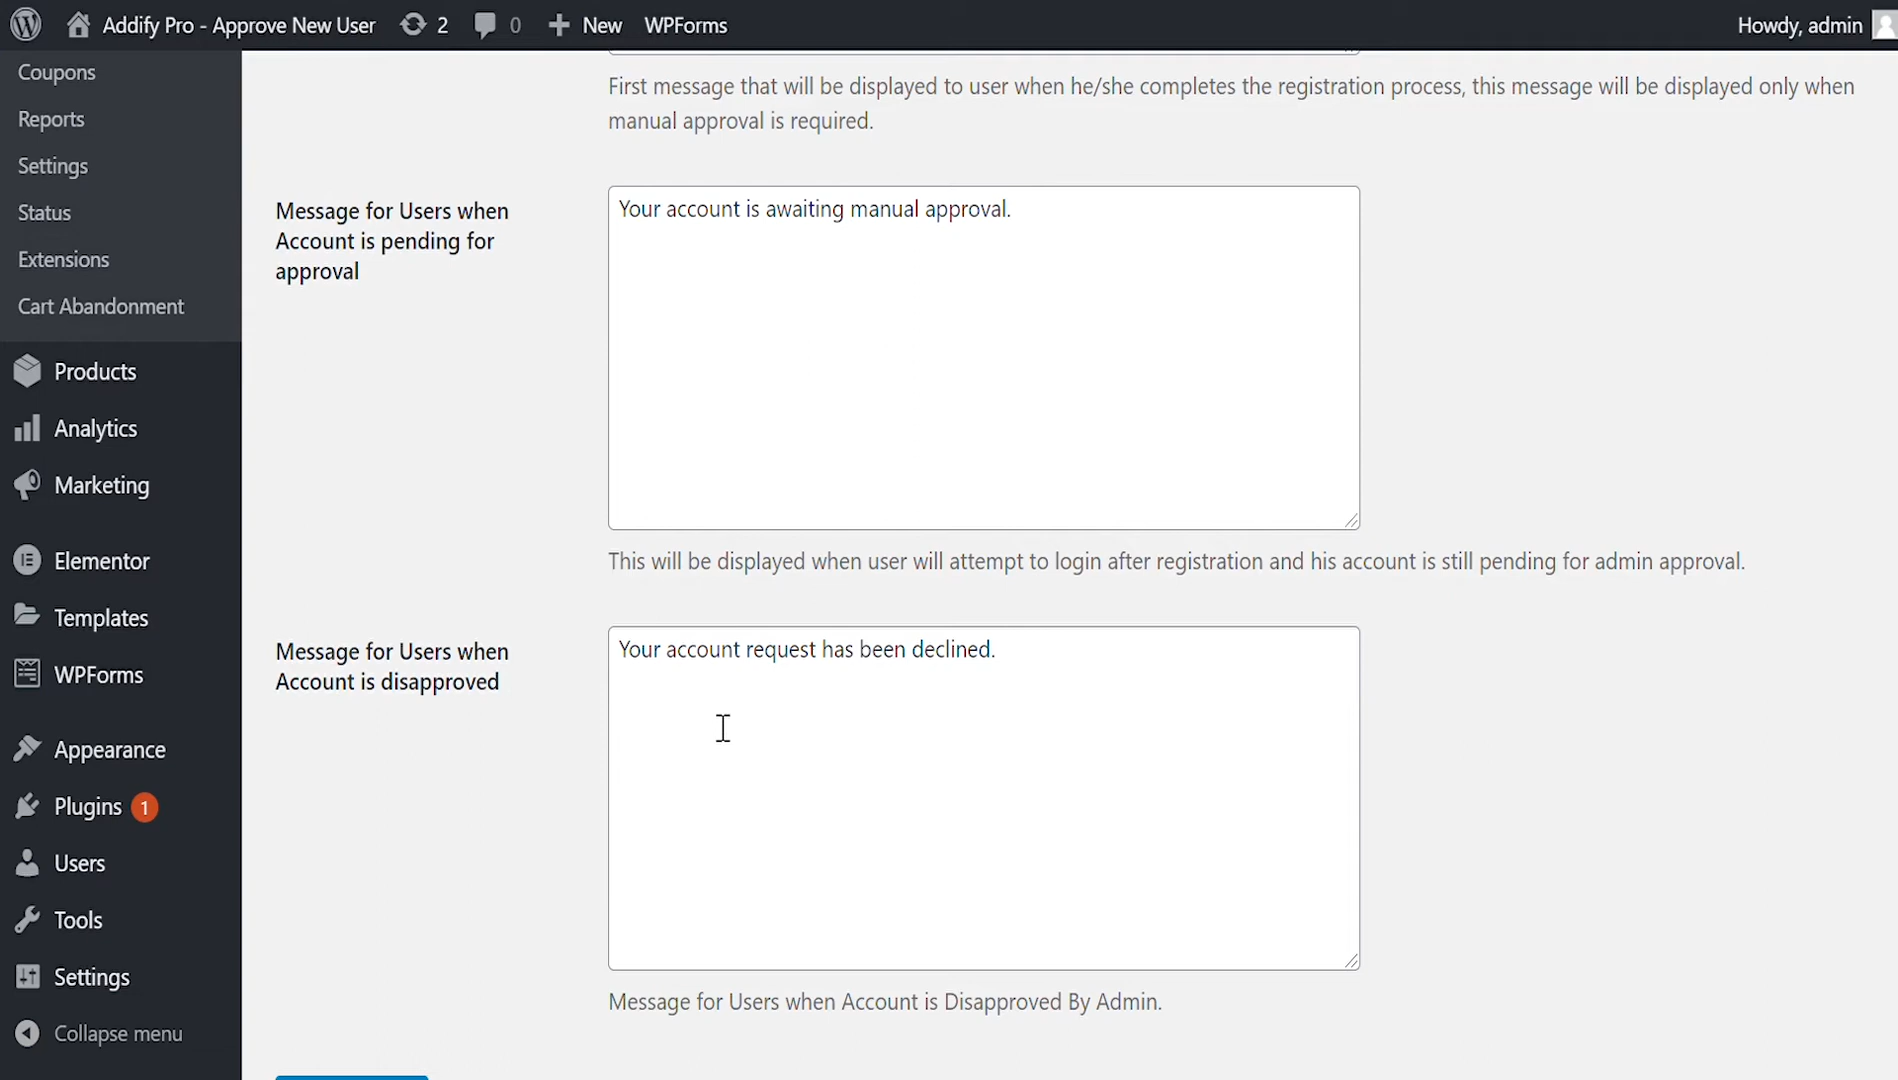 Addify Pro - Approve New User 2 0 New WPForms Howdy, admin
Coupons
Reports
Settings
Status
Extensions
Cart Abandonment
Products
Analytics
Marketing
Elementor
Templates
WPForms
Appearance
Plugins 1
Users
Tools
Settings
Collapse menu
First message that will be displayed to user when he/she completes the registration process, this message will be displayed only when
manual approval is required.
Message for Users when
Account is pending for
approval
Your account is awaiting manual approval.
This will be displayed when user will attempt to login after registration and his account is still pending for admin approval.
Message for Users when
Account is disapproved
Your account request has been declined.
Message for Users when Account is Disapproved By Admin.